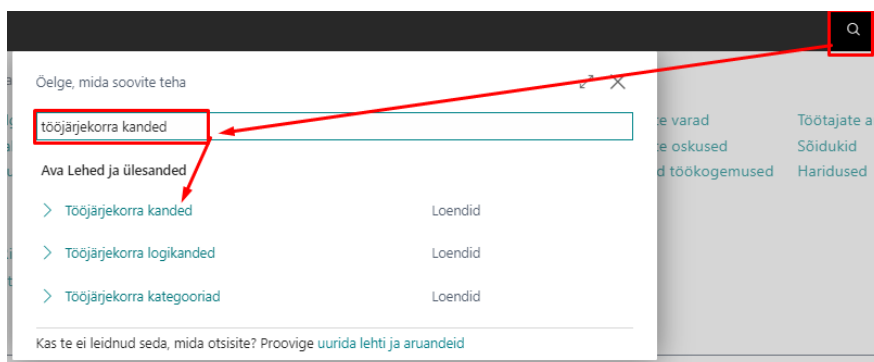 Öelge, mida soovite teha
tööjärjekorra kanded
Ava Lehed ja ülesanded
Tööjärjekorra kanded Loendid
Tööjärjekorra logikanded Loendid
Tööjärjekorra kategooriad Loendid
Kas te ei leidnud seda, mida otsisite? Proovige uurida lehti ja aruandeid
varad Töötajate
oskused Sõidukid
töökogemused Haridused